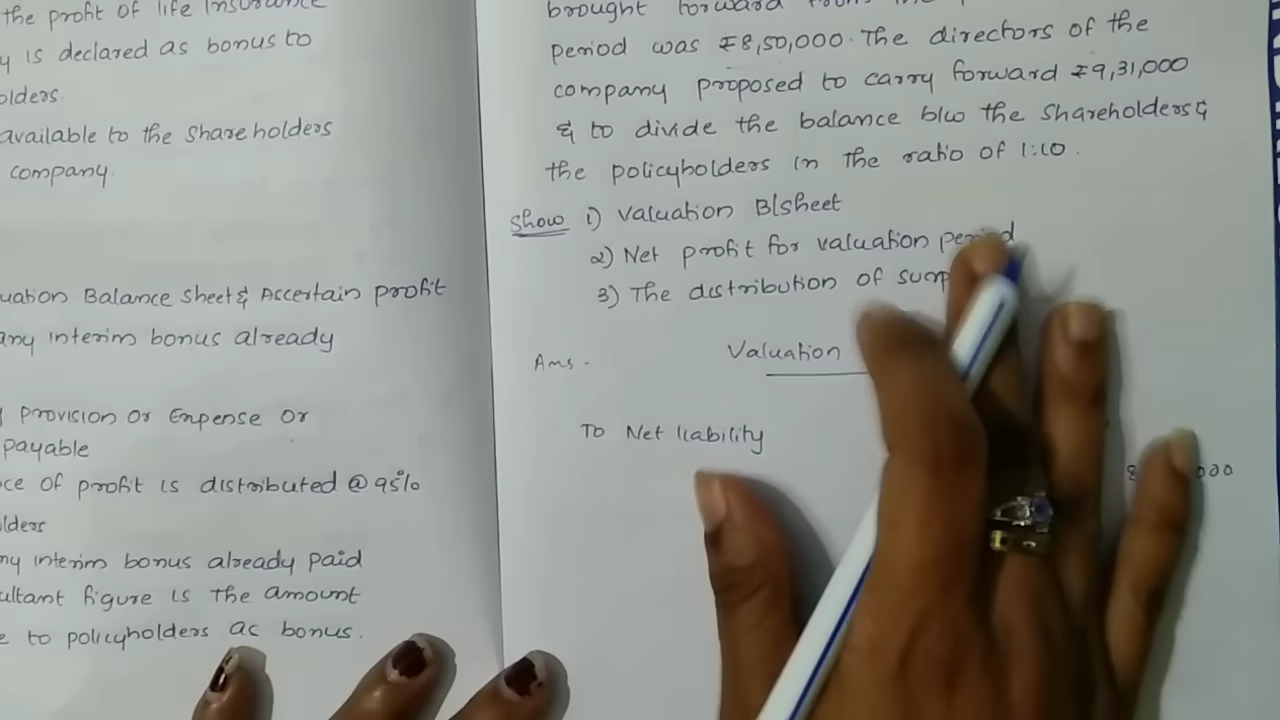 the profit of life Insurance
y is declared as bonus to
olders.
available to the shareholders
company.
uation Balance sheet & Ascertain profit
any interim bonus already
provision or Expense or
payable
ce of profit is distributed @ 95%
lders
ny interim bonus already paid
ultant figure is the amount
e to policyholders as bonus.
brought forward
period was ₹8,50,000. The directors of the
company proposed to carry forward ₹9,31,000
& to divide the balance b/w the shareholders &
the policyholders in the ratio of 1:10.
Show 1) Valuation B/sheet
2) Net profit for valuation period
3) The distribution of surp
Ans.
Valuation
To Net liability
000